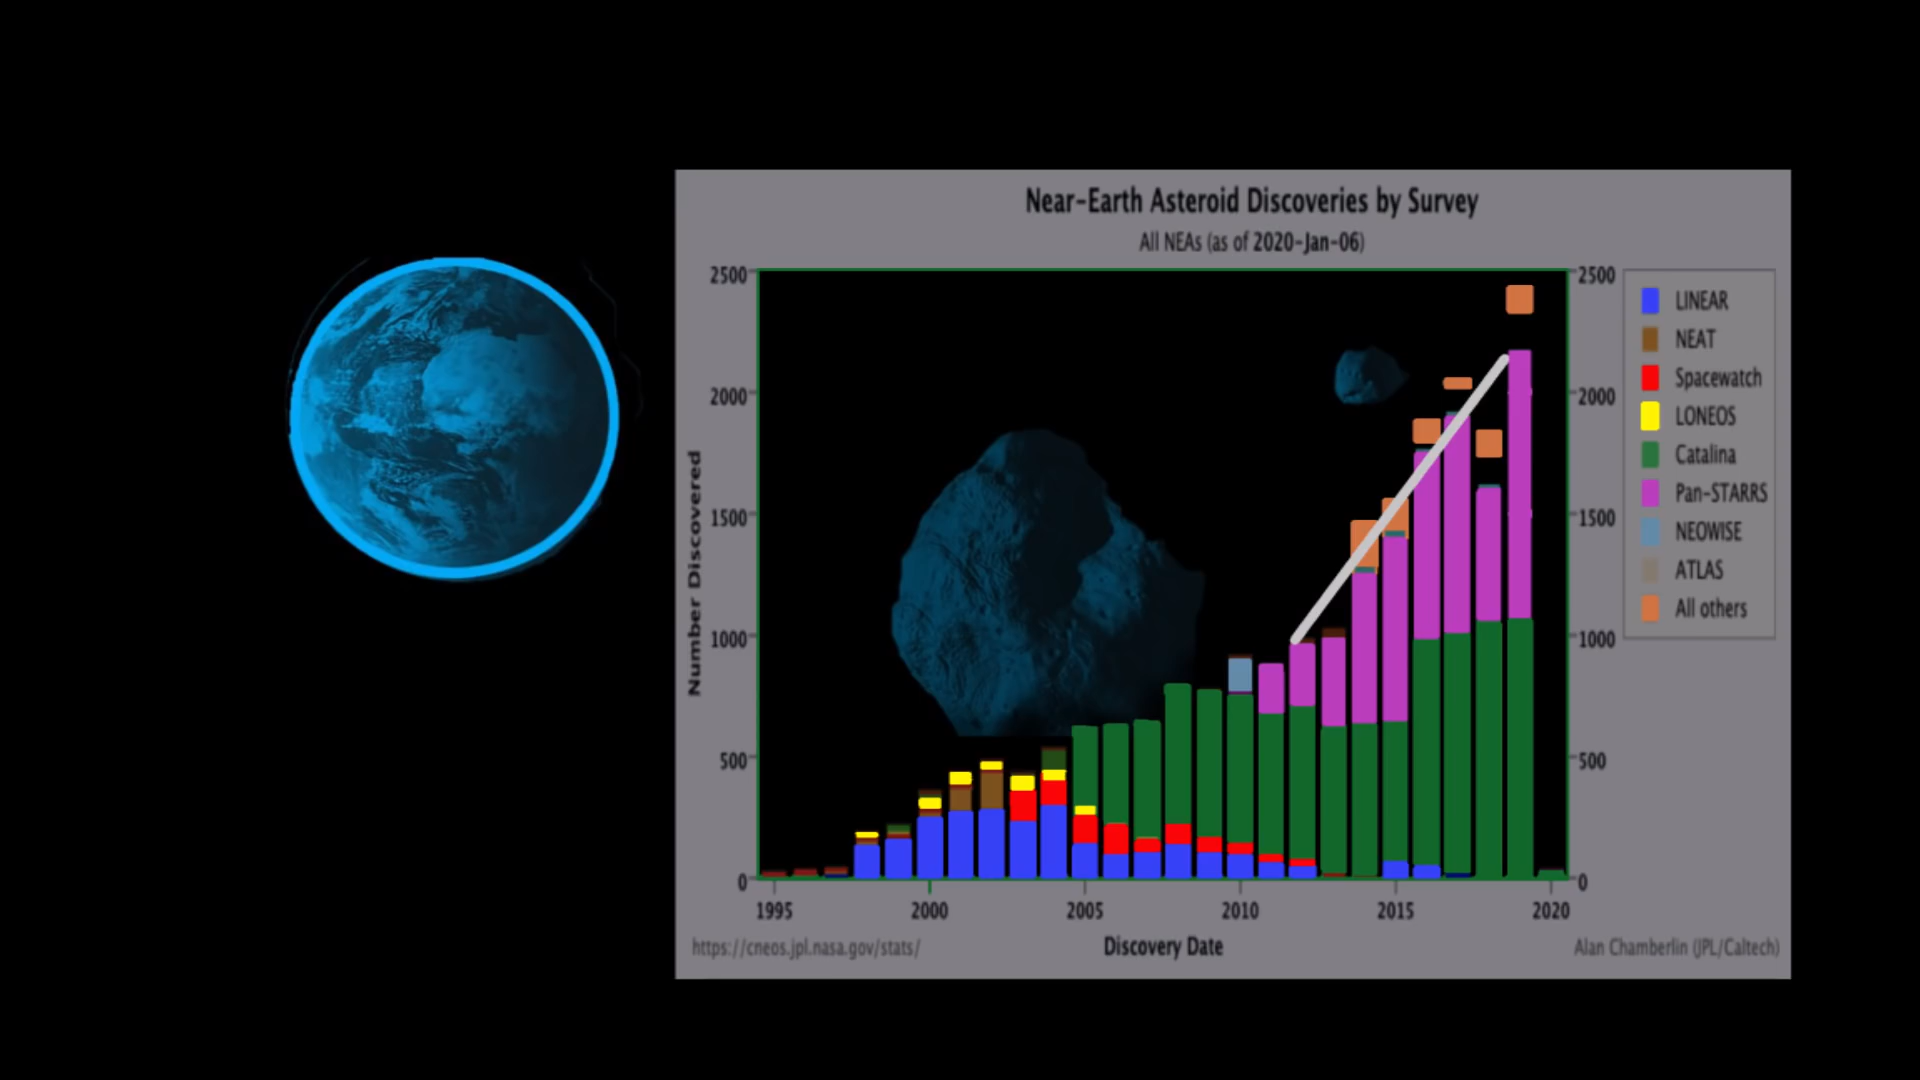 Near-Earth Asteroid Discoveries by Survey
All NEAs (as of 2020-Jan-06)
Number Discovered
2500
2000
1500
1000
500
0
2500
2000
1500
1000
500
0
1995
2000
2005
2010
2015
2020
Discovery Date
LINEAR
NEAT
Spacewatch
LONEOS
Catalina
Pan-STARRS
NEOWISE
ATLAS
All others
https://cneos.jpl.nasa.gov/stats/
Alan Chamberlin (JPL/Caltech)